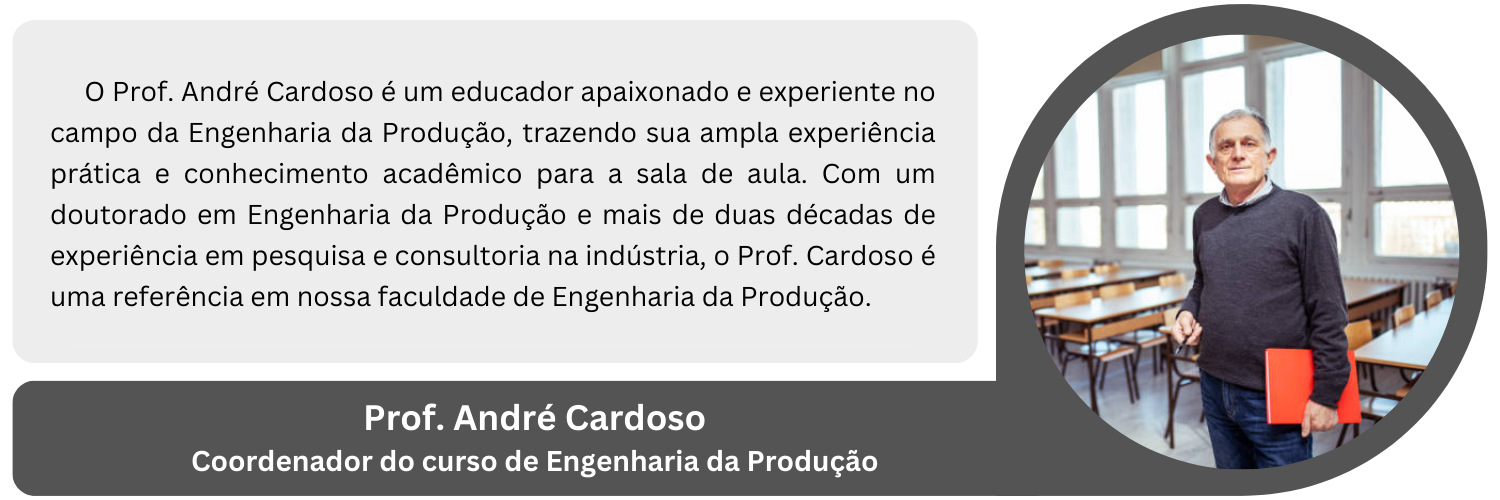 O Prof. André Cardoso é um educador apaixonado e experiente no
campo da Engenharia da Produção, trazendo sua ampla experiência
prática e conhecimento acadêmico para a sala de aula. Com um
doutorado em Engenharia da Produção e mais de duas décadas de
experiência em pesquisa e consultoria na indústria, o Prof. Cardoso é
uma referência em nossa faculdade de Engenharia da Produção.
Prof. André Cardoso
Coordenador do curso de Engenharia da Produção